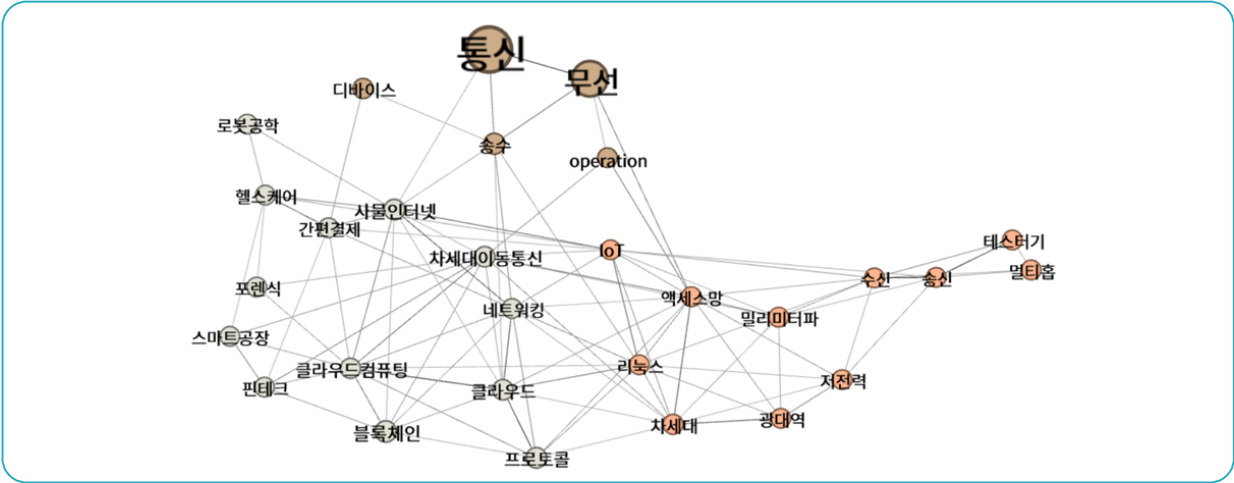 통신
무선
디바이스
로봇공학
송수
operation
헬스케어
사물인터넷
간편결제
테스터기
IoT
차세대이동통신
멀티홉
수신
송신
포렌식
액세스망
네트워킹
밀리미터파
스마트공장
리눅스
클라우드컴퓨팅
저전력
핀테크
클라우드
광대역
차세대
블록체인
프로토콜